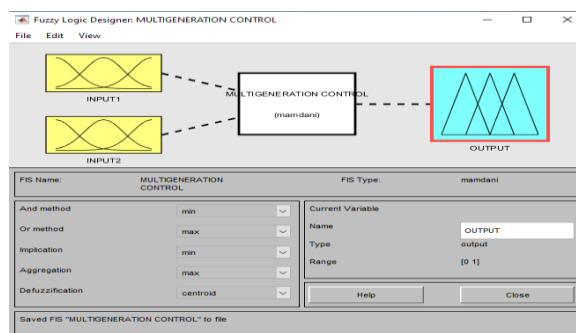 Fuzzy Logic Designer: MULTIGENERATION CONTROL
File Edit View
INPUT1
MULTIGENERATION CONTROL
(mamdani)
INPUT2
OUTPUT
FIS Name: MULTIGENERATION CONTROL FIS Type: mamdani
And method min
Or method max
Implication min
Aggregation max
Defuzzification centroid
Current Variable
Name OUTPUT
Type output
Range [0 1]
Help Close
Saved FIS "MULTIGENERATION CONTROL" to file